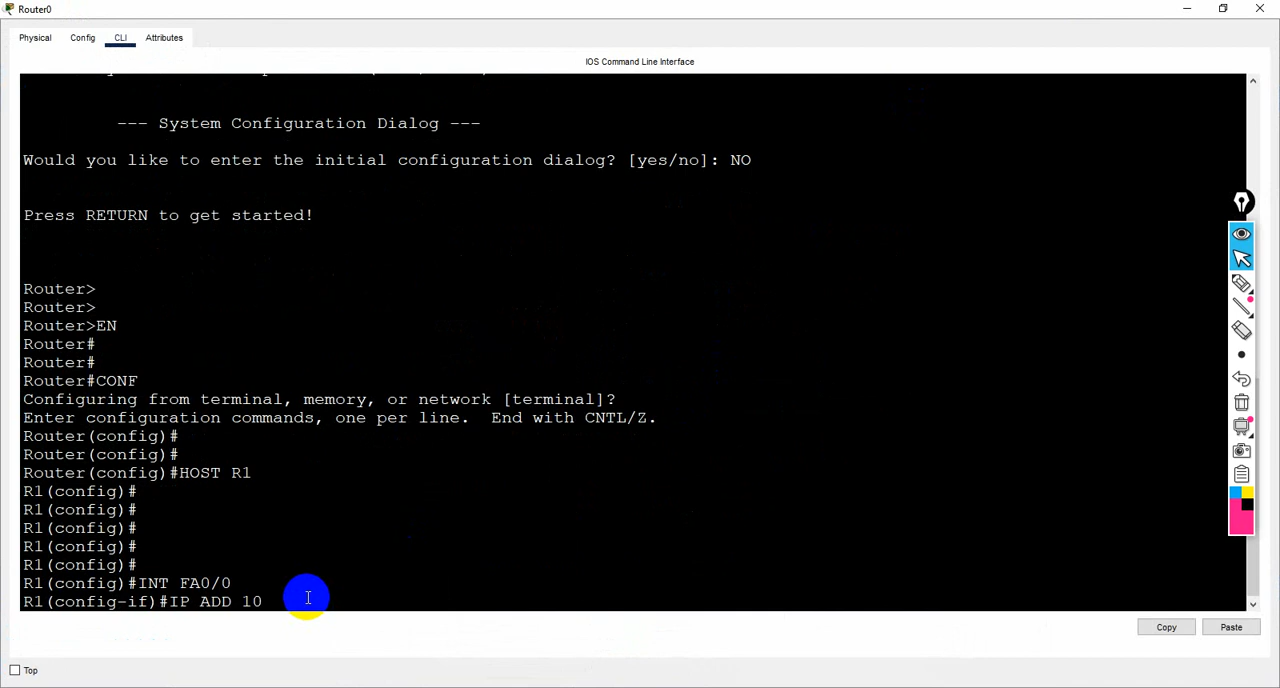 Router0
Physical Config CLI Attributes
IOS Command Line Interface
--- System Configuration Dialog ---
Would you like to enter the initial configuration dialog? [yes/no]: NO
Press RETURN to get started!
Router>
Router>
Router>EN
Router#
Router#
Router#CONF
Configuring from terminal, memory, or network [terminal]?
Enter configuration commands, one per line.  End with CNTL/Z.
Router(config)#
Router(config)#
Router(config)#HOST R1
R1(config)#
R1(config)#
R1(config)#
R1(config)#
R1(config)#
R1(config)#INT FA0/0
R1(config-if)#IP ADD 10
Copy Paste
Top